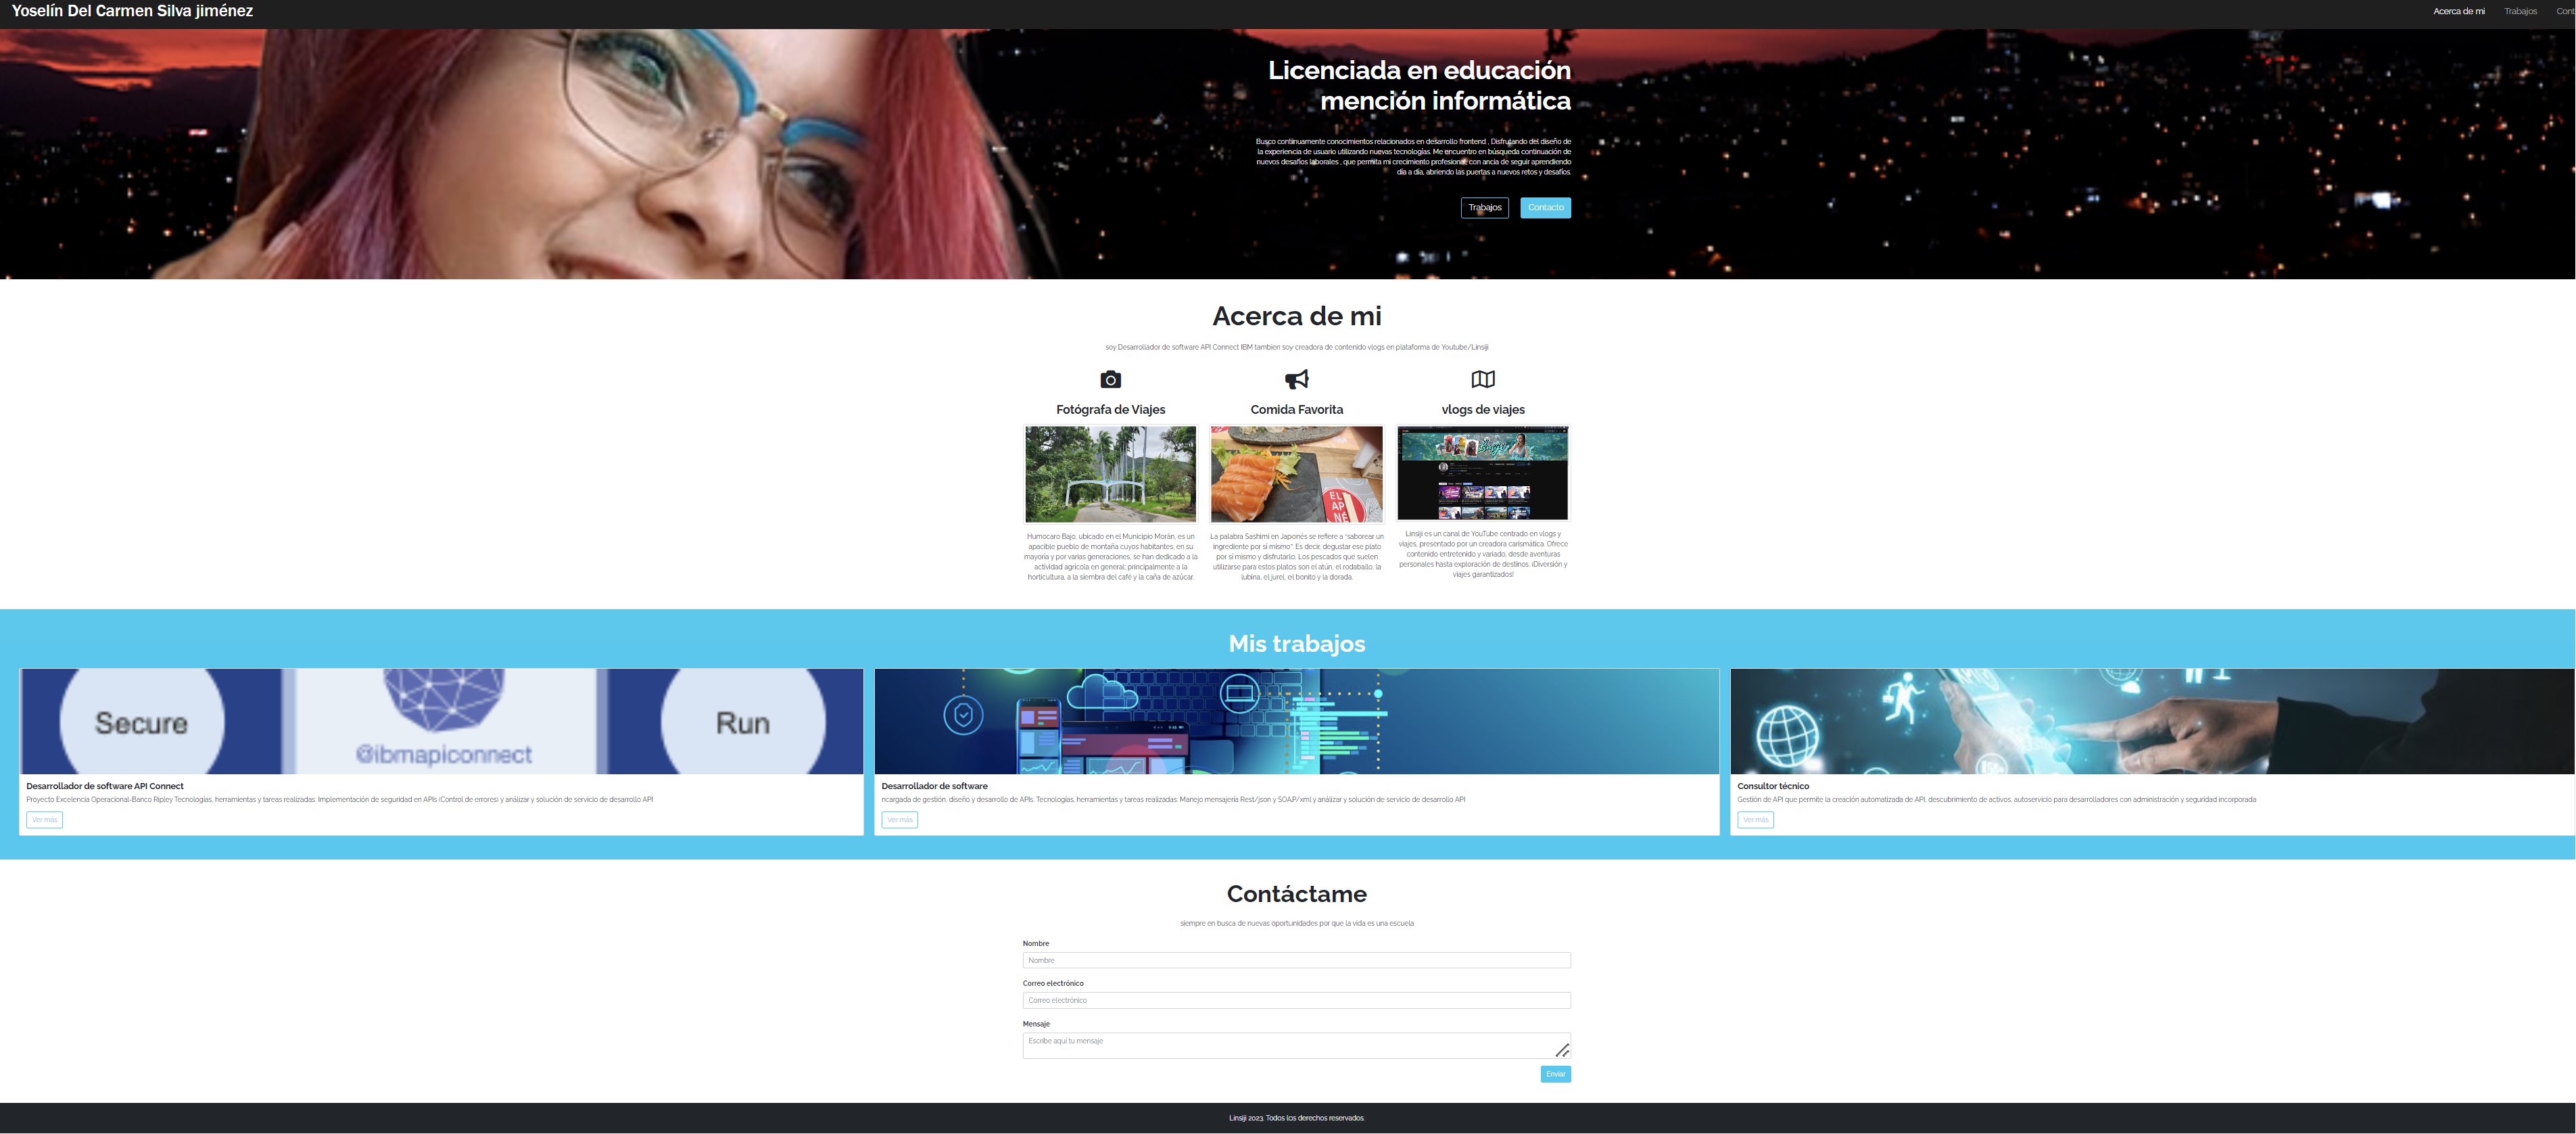 Yoselín Del Carmen Silva jiménez
Acerca de mi
Trabajos
Cont
Licenciada en educación
mención informática
Busco continuamente conocimientos relacionados en desarrollo frontend , Disfrutando del diseño de
la experiencia de usuario utilizando nuevas tecnologías. Me encuentro en búsqueda continuación de
nuevos desafíos laborales , que permita mi crecimiento profesional, con ancia de seguir aprendiendo
día a día, abriendo las puertas a nuevos retos y desafíos.
Trabajos
Contacto
Acerca de mi
soy Desarrollador de software API Connect IBM tambien soy creadora de contenido vlogs en plataforma de Youtube/Linsiji
Fotógrafa de Viajes
Humocaro Bajo, ubicado en el Municipio Morán, es un
apacible pueblo de montaña cuyos habitantes, en su
mayoría y por varias generaciones, se han dedicado a la
actividad agrícola en general; principalmente a la
horticultura, a la siembra del café y la caña de azúcar.
Comida Favorita
EL
AP
NÉ
La palabra Sashimi en Japonés se refiere a "saborear un
ingrediente por si mismo". Es decir, degustar ese plato
por sí mismo y disfrutarlo. Los pescados que suelen
utilizarse para estos platos son el atún, el rodaballo, la
lubina, el jurel, el bonito y la dorada.
vlogs de viajes
Linsiji es un canal de YouTube centrado en vlogs y
viajes, presentado por un creadora carismática. Ofrece
contenido entretenido y variado, desde aventuras
personales hasta exploración de destinos. ¡Diversión y
viajes garantizados!
Mis trabajos
Secure
@ibmapiconnect
Run
Desarrollador de software API Connect
Proyecto Excelencia Operacional-Banco Ripley Tecnologías, herramientas y tareas realizadas: Implementación de seguridad en APIs (Control de errores) y análizar y solución de servicio de desarrollo API
Ver más
Desarrollador de software
ncargada de gestión, diseño y desarrollo de APIs. Tecnologías, herramientas y tareas realizadas: Manejo mensajería Rest/json y SOAP/xml y análizar y solución de servicio de desarrollo API
Ver más
Consultor técnico
Gestión de API que permite la creación automatizada de API, descubrimiento de activos, autoservicio para desarrolladores con administración y seguridad incorporada
Ver más
Contáctame
siempre en busca de nuevas oportunidades por que la vida es una escuela
Nombre
Nombre
Correo electrónico
Correo electrónico
Mensaje
Escribe aquí tu mensaje
Enviar
Linsiji 2023. Todos los derechos reservados.